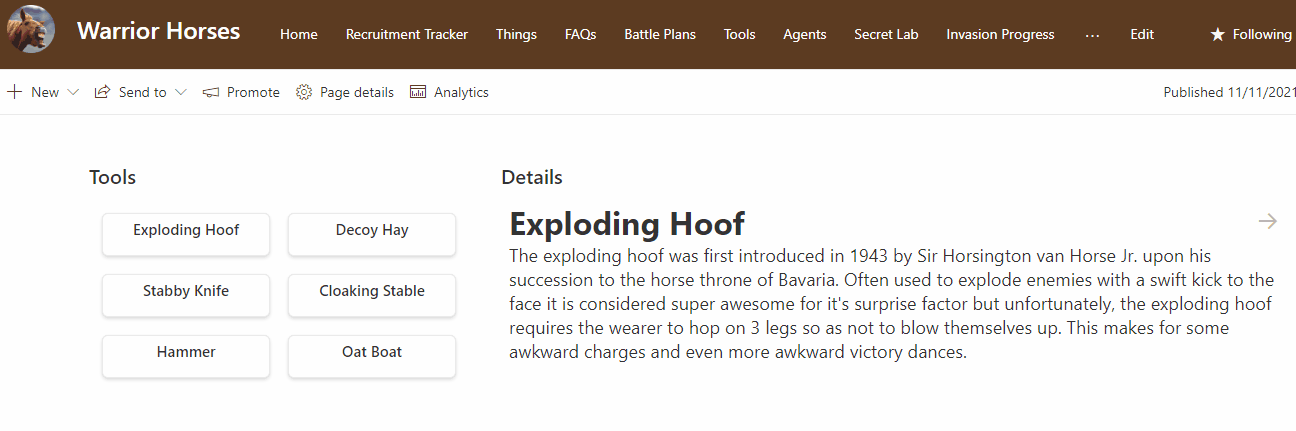 Warrior Horses
Home Recruitment Tracker Things FAQs Battle Plans Tools Agents Secret Lab Invasion Progress ... Edit Following
New Send to Promote Page details Analytics Published 11/11/2021
Tools
Exploding Hoof Decoy Hay
Stabby Knife Cloaking Stable
Hammer Oat Boat
Details
Exploding Hoof
The exploding hoof was first introduced in 1943 by Sir Horsington van Horse Jr. upon his
succession to the horse throne of Bavaria. Often used to explode enemies with a swift kick to the
face it is considered super awesome for it's surprise factor but unfortunately, the exploding hoof
requires the wearer to hop on 3 legs so as not to blow themselves up. This makes for some
awkward charges and even more awkward victory dances.